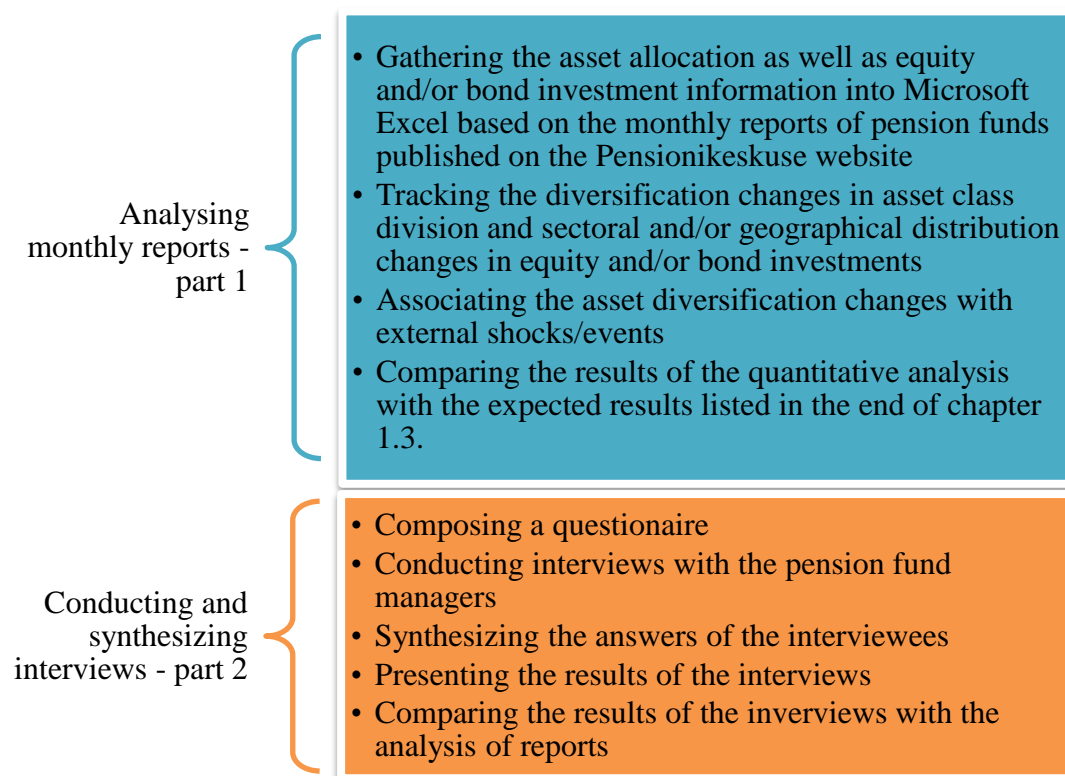 Analysing
monthly reports -
part 1
• Gathering the asset allocation as well as equity
and/or bond investment information into Microsoft
Excel based on the monthly reports of pension funds
published on the Pensionikeskuse website
• Tracking the diversification changes in asset class
division and sectoral and/or geographical distribution
changes in equity and/or bond investments
• Associating the asset diversification changes with
external shocks/events
• Comparing the results of the quantitative analysis
with the expected results listed in the end of chapter
1.3.
Conducting and
synthesizing
interviews - part 2
• Composing a questionaire
• Conducting interviews with the pension fund
managers
• Synthesizing the answers of the interviewees
• Presenting the results of the interviews
• Comparing the results of the inverviews with the
analysis of reports